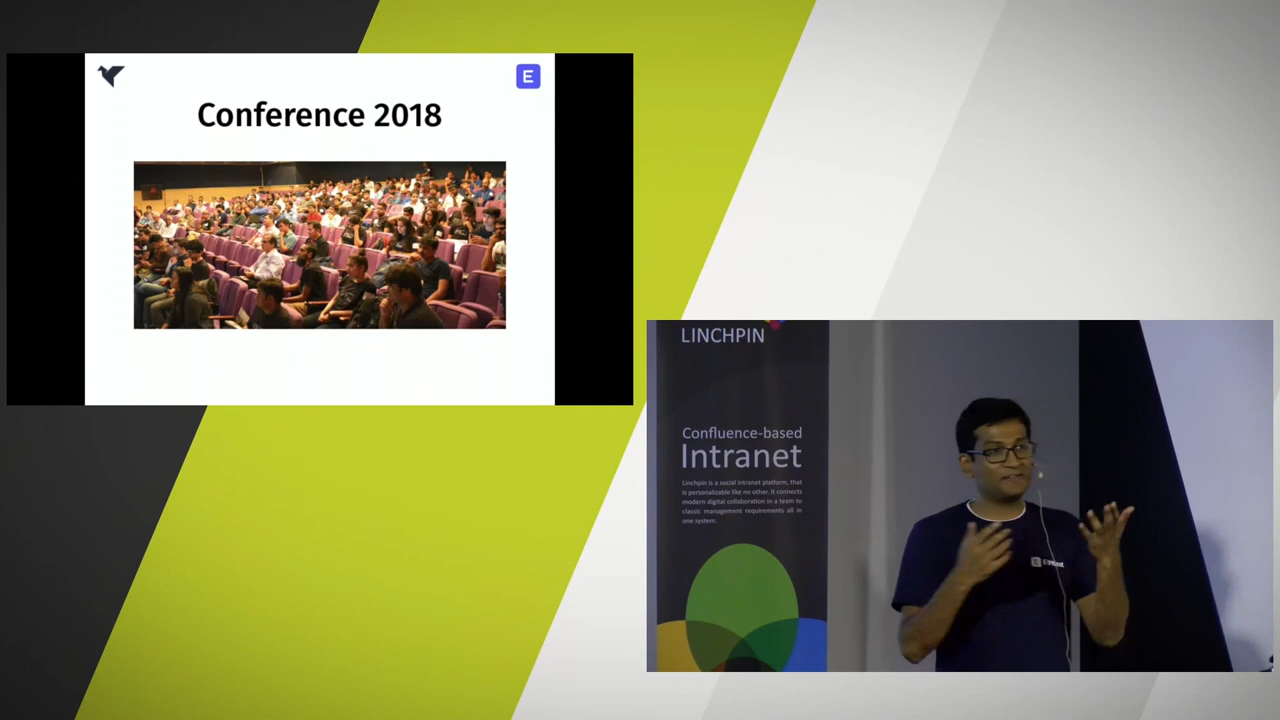 E
Conference 2018
LINCHPIN
Confluence-based
Intranet
Linchpin is a social intranet platform, that
is personalizable like no other. It connects
modern digital collaboration in a team to
classic management requirements all in
one system.
E